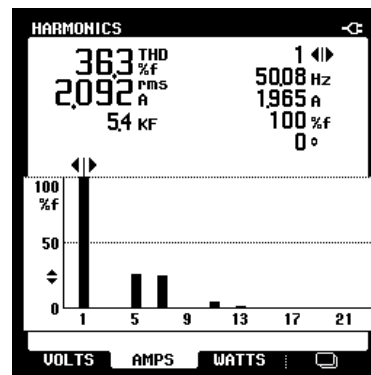 HARMONICS
36,3 THD %f
2,092 rms A
5,4 KF
1
50,08 Hz
1,965 A
100 %f
0 °
100
%f
50
0
1 5 9 13 17 21
VOLTS AMPS WATTS